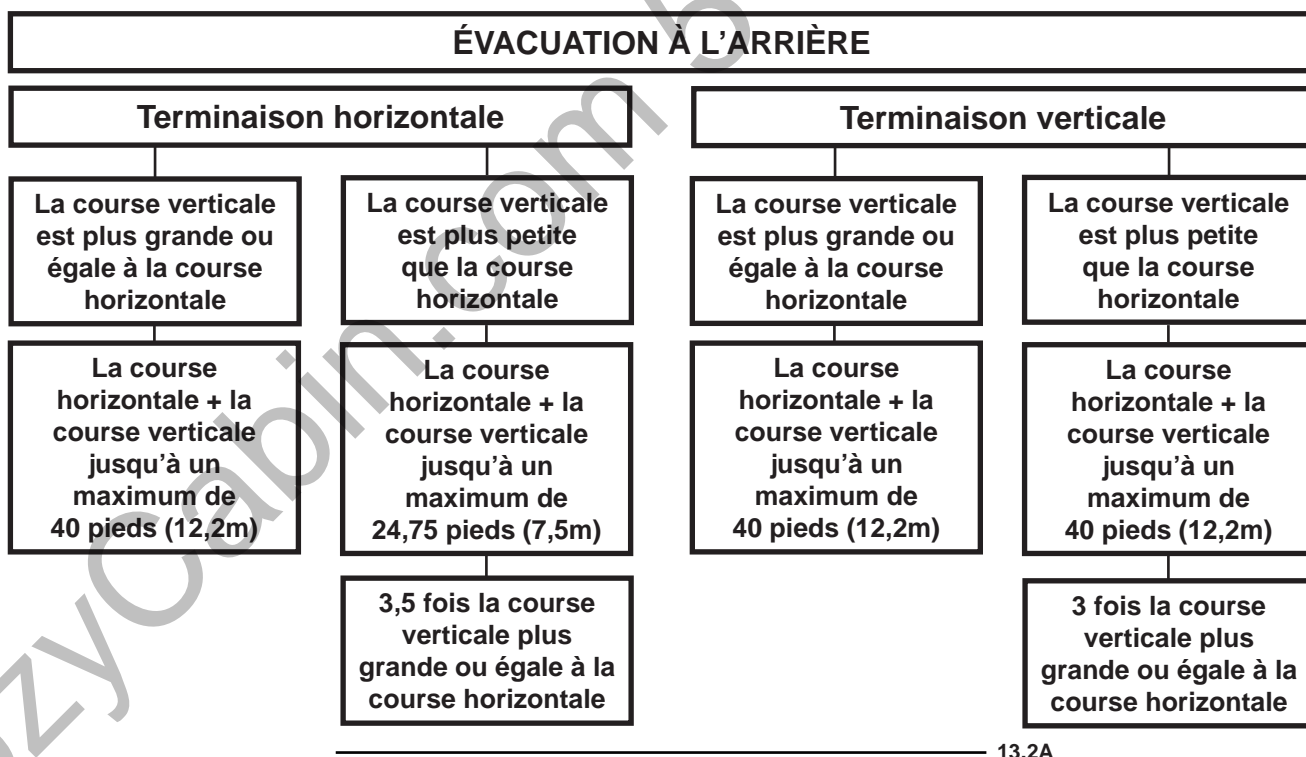 ÉVACUATION À L'ARRIÈRE
Terminaison horizontale
La course verticale
est plus grande ou
égale à la course
horizontale
La course
horizontale + la
course verticale
jusqu'à un
maximum de
40 pieds (12,2m)
La course verticale
est plus petite
que la course
horizontale
La course
horizontale + la
course verticale
jusqu'à un
maximum de
24,75 pieds (7,5m)
3,5 fois la course
verticale plus
grande ou égale à la
course horizontale
Terminaison verticale
La course verticale
est plus grande ou
égale à la course
horizontale
La course
horizontale + la
course verticale
jusqu'à un
maximum de
40 pieds (12,2m)
La course verticale
est plus petite
que la course
horizontale
La course
horizontale + la
course verticale
jusqu'à un
maximum de
40 pieds (12,2m)
3 fois la course
verticale plus
grande ou égale à la
course horizontale
13.2A
zyCabin.com 5